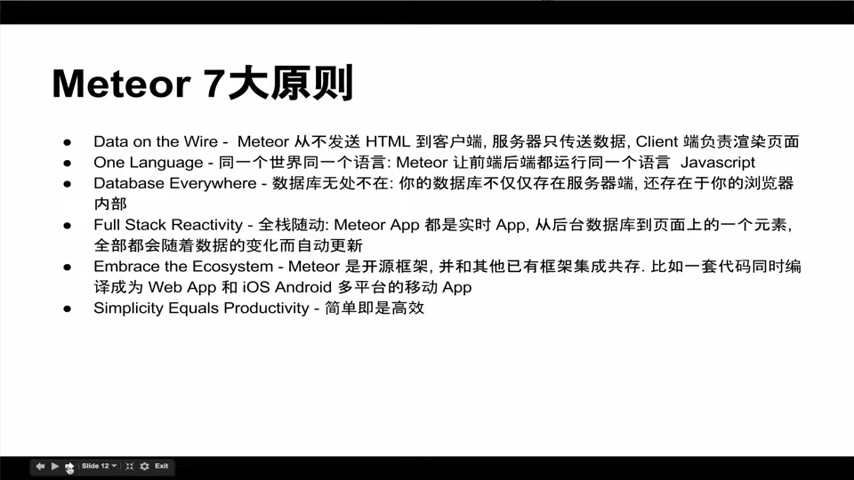 Meteor 7大原则
● Data on the Wire - Meteor 从不发送 HTML 到客户端, 服务器只传送数据, Client 端负责渲染页面
● One Language - 同一个世界同一个语言: Meteor 让前端后端都运行同一个语言 Javascript
● Database Everywhere - 数据库无处不在: 你的数据库不仅仅存在服务器端, 还存在于你的浏览器
内部
● Full Stack Reactivity - 全栈随动: Meteor App 都是实时 App, 从后台数据库到页面上的一个元素,
全部都会随着数据的变化而自动更新
● Embrace the Ecosystem - Meteor 是开源框架, 并和其他已有框架集成共存. 比如一套代码同时编
译成为 Web App 和 iOS Android 多平台的移动 App
● Simplicity Equals Productivity - 简单即是高效
Slide 12 Exit